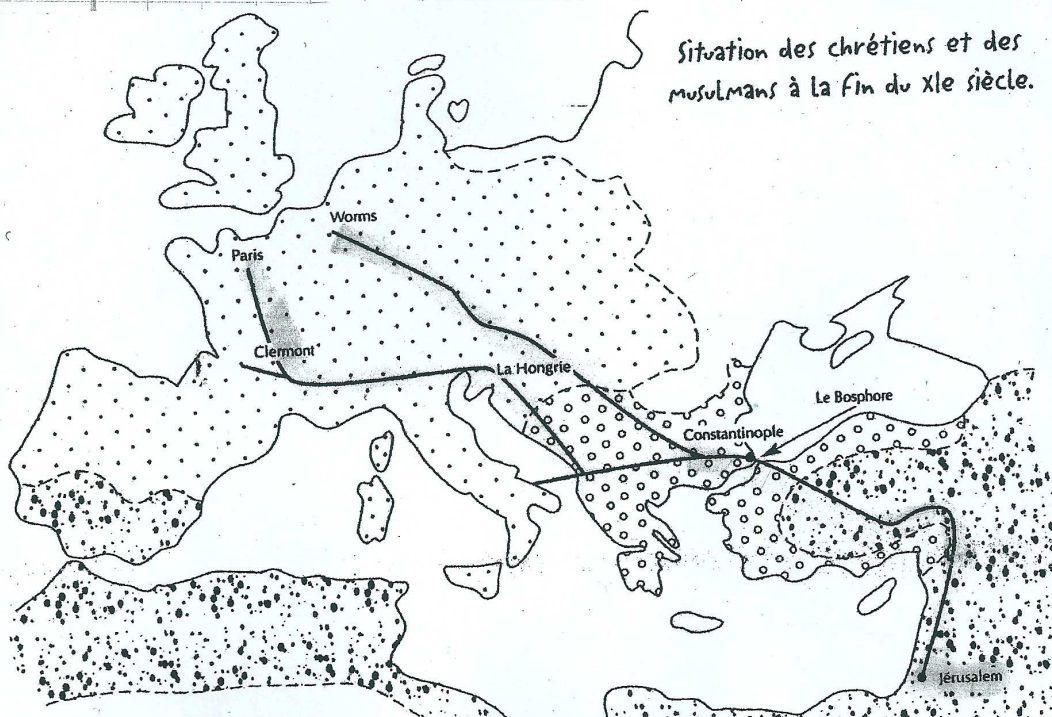 Situation des chrétiens et des
musulmans à la fin du XIe siècle.
Worms
Paris
Clermont
La Hongrie
Le Bosphore
Constantinople
Jérusalem